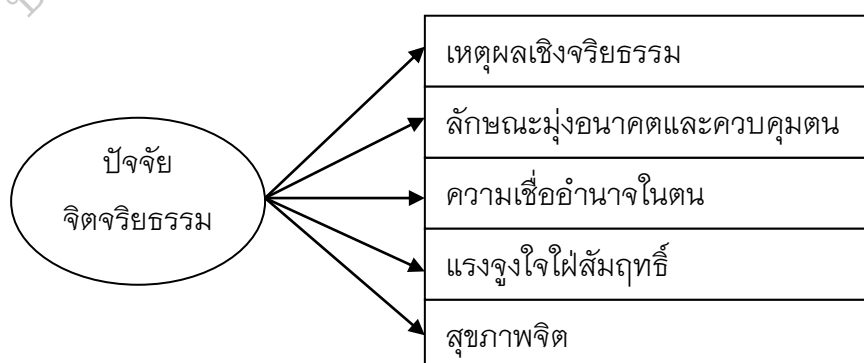 ปัจจัย
จิตจริยธรรม
เหตุผลเชิงจริยธรรม
ลักษณะมุ่งอนาคตและควบคุมตน
ความเชื่ออำนาจในตน
แรงจูงใจใฝ่สัมฤทธิ์
สุขภาพจิต